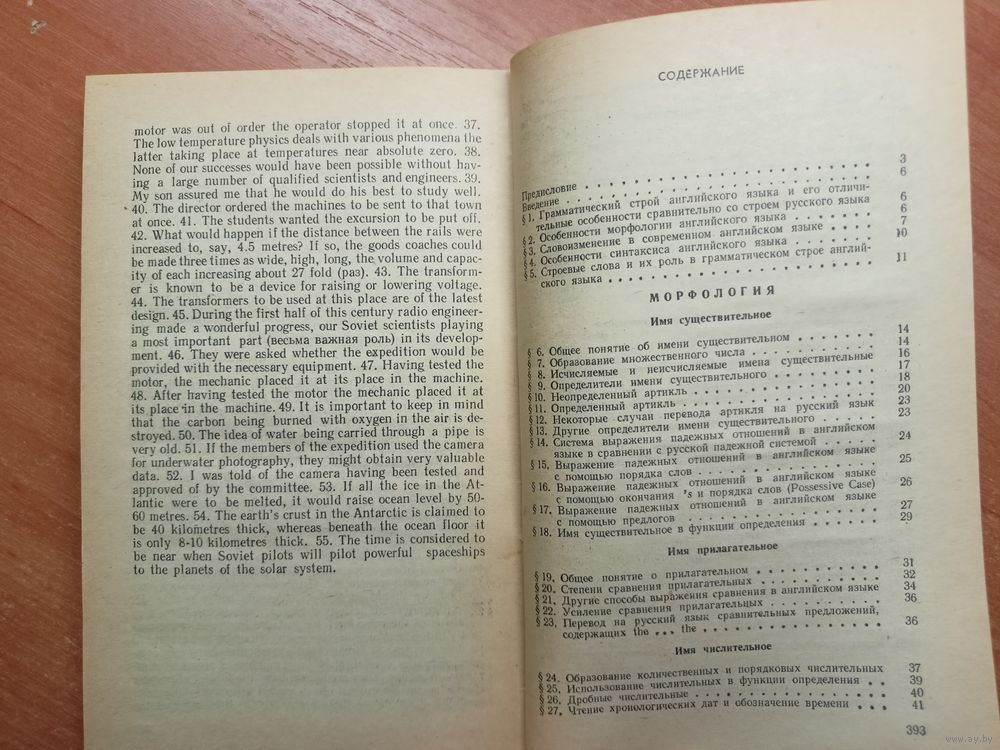 motor was out of order the operator stopped it at once. 37.
The low temperature physics deals with various phenomena the
latter taking place at temperatures near absolute zero. 38.
None of our successes would have been possible without hav-
ing a large number of qualified scientists and engineers. 39.
My son assured me that he would do his best to study well.
40. The director ordered the machines to be sent to that town
at once. 41. The students wanted the excursion to be put off.
42. What would happen if the distance between the rails were
increased to, say, 4.5 metres? If so, the goods coaches could
be made three times as wide, high, long, the volume and capac-
ity of each increasing about 27 fold (раз). 43. The transform-
er is known to be a device for raising or lowering voltage.
44. The transformers to be used at this place are of the latest
design. 45. During the first half of this century radio engineer-
ing made a wonderful progress, our Soviet scientists playing
a most important part (весьма важная роль) in its develop-
ment. 46. They were asked whether the expedition would be
provided with the necessary equipment. 47. Having tested the
motor, the mechanic placed it at its place in the machine.
48. After having tested the motor the mechanic placed it at
its place in the machine. 49. It is important to keep in mind
that the carbon being burned with oxygen in the air is de-
stroyed. 50. The idea of water being carried through a pipe is
very old. 51. If the members of the expedition used the camera
for underwater photography, they might obtain very valuable
data. 52. I was told of the camera having been tested and
approved of by the committee. 53. If all the ice in the At-
lantic were to be melted, it would raise ocean level by 50-
60 metres. 54. The earth's crust in the Antarctic is claimed to
be 40 kilometres thick, whereas beneath the ocean floor it
is only 8-10 kilometres thick. 55. The time is considered to
be near when Soviet pilots will pilot powerful spaceships
to the planets of the solar system.
СОДЕРЖАНИЕ
Предисловие . . . 3
Введение . . . 6
§ 1. Грамматический строй английского языка и его отличи-
тельные особенности сравнительно со строем русского языка 6
§ 2. Особенности морфологии английского языка . . . 6
§ 3. Словоизменение в современном английском языке . . . 7
§ 4. Особенности синтаксиса английского языка . . . 10
§ 5. Строевые слова и их роль в грамматическом строе англий-
ского языка . . . 11
МОРФОЛОГИЯ
Имя существительное
§ 6. Общее понятие об имени существительном . . . 14
§ 7. Образование множественного числа . . . 14
§ 8. Исчисляемые и неисчисляемые имена существительные 16
§ 9. Определители имени существительного . . . 17
§ 10. Неопределенный артикль . . . 18
§ 11. Определенный артикль . . . 20
§ 12. Некоторые случаи перевода артикля на русский язык 23
§ 13. Другие определители имени существительного . . . 23
§ 14. Система выражения падежных отношений в английском
языке в сравнении с русской падежной системой . . . 24
§ 15. Выражение падежных отношений в английском языке
с помощью порядка слов . . . 25
§ 16. Выражение падежных отношений в английском языке
с помощью окончания 's и порядка слов (Possessive Case) 26
§ 17. Выражение падежных отношений в английском языке
с помощью предлогов . . . 27
§ 18. Имя существительное в функции определения . . . 29
Имя прилагательное
§ 19. Общее понятие о прилагательном . . . 31
§ 20. Степени сравнения прилагательных . . . 32
§ 21. Другие способы выражения сравнения в английском языке 34
§ 22. Усиление сравнения прилагательных . . . 36
§ 23. Перевод на русский язык сравнительных предложений,
содержащих the ... the . . . 36
Имя числительное
§ 24. Образование количественных и порядковых числительных 37
§ 25. Использование числительных в функции определения . . 39
§ 26. Дробные числительные . . . 40
§ 27. Чтение хронологических дат и обозначение времени . . . 41
393
www.ay.by